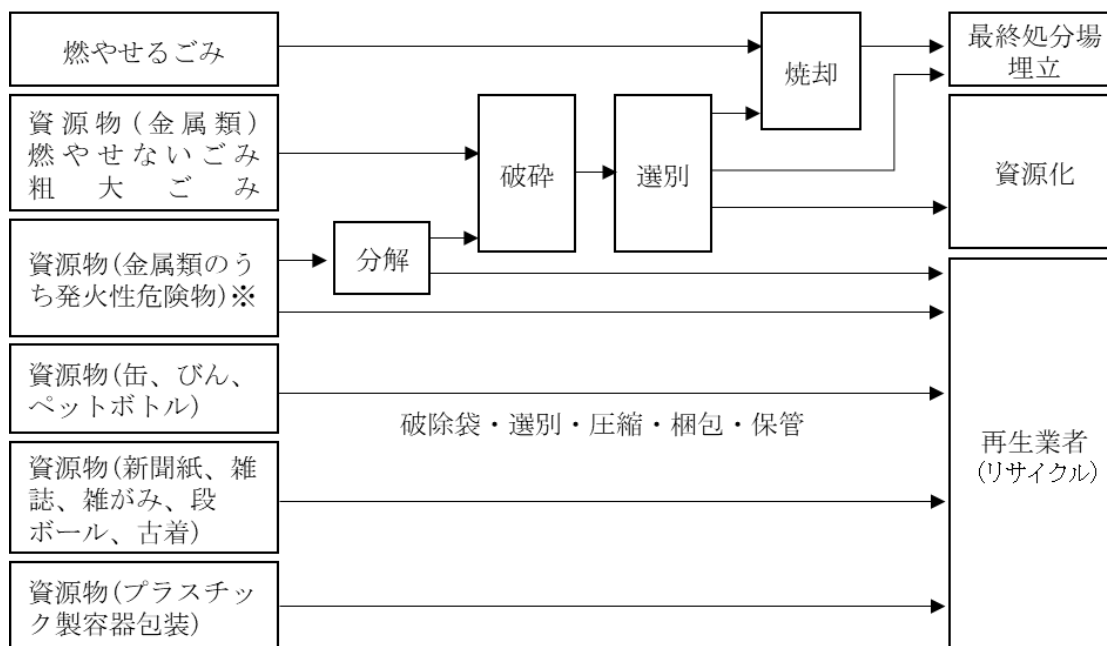 燃やせるごみ
焼却
最終処分場
埋立
資源物(金属類)
燃やせないごみ
粗大ごみ
破砕
選別
資源化
資源物(金属類のう
ち発火性危険物)※
分解
資源物(缶、びん、
ペットボトル)
破除袋・選別・圧縮・梱包・保管
再生業者
(リサイクル)
資源物(新聞紙、雑
誌、雑がみ、段
ボール、古着)
資源物(プラスチッ
ク製容器包装)